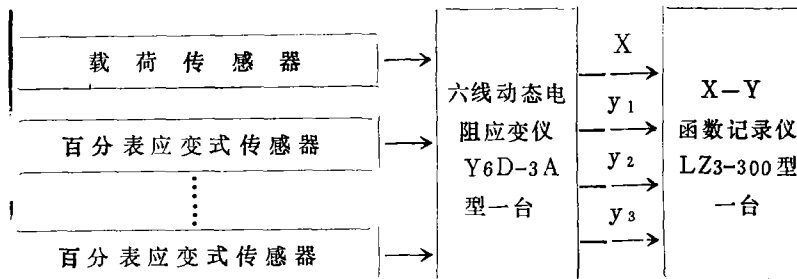 载荷传感器
百分表应变式传感器
百分表应变式传感器
六线动态电
阻应变仪
Y6D-3A
型一台
X
y1
y2
y3
X-Y
函数记录仪
LZ3-300型
一台